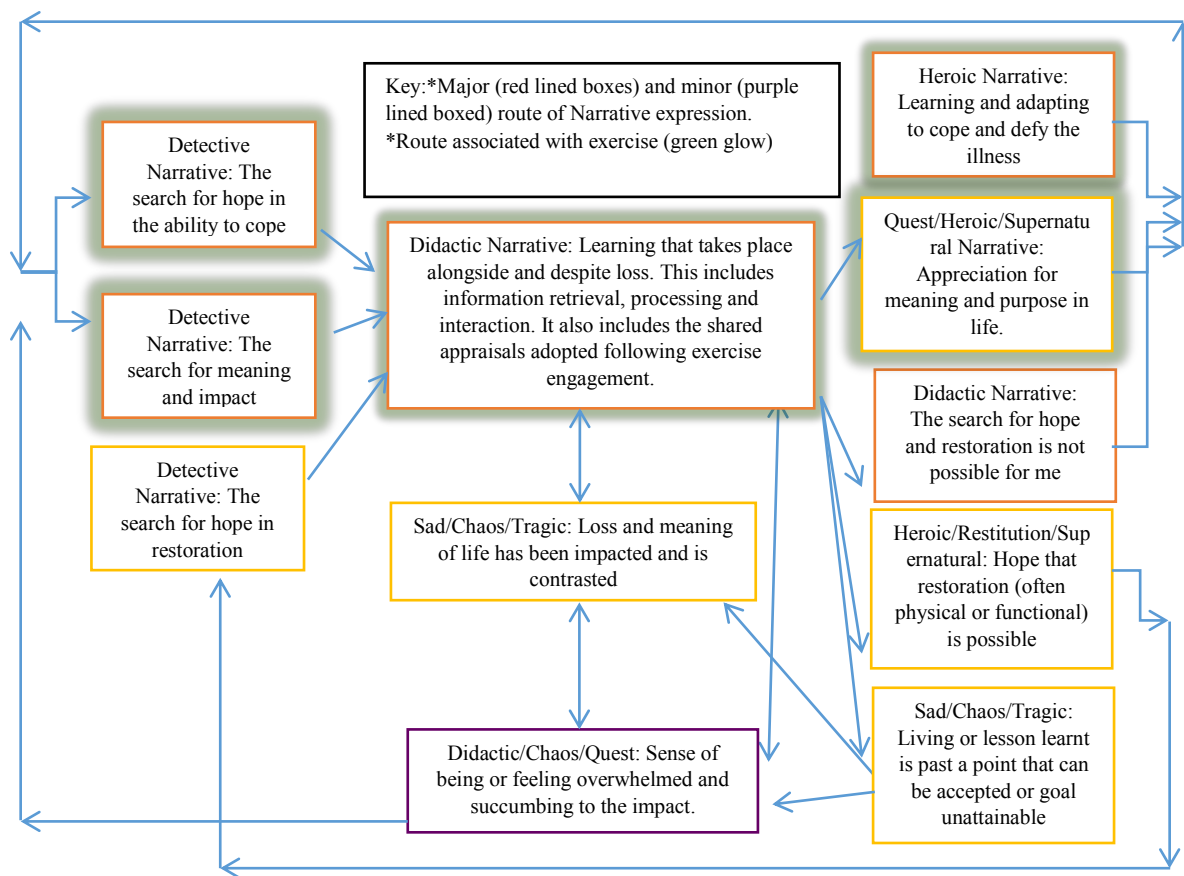 Key:*Major (red lined boxes) and minor (purple
lined boxed) route of Narrative expression.
*Route associated with exercise (green glow)
Detective
Narrative: The
search for hope in
the ability to cope
Detective
Narrative: The
search for meaning
and impact
Detective
Narrative: The
search for hope in
restoration
Didactic Narrative: Learning that takes place
alongside and despite loss. This includes
information retrieval, processing and
interaction. It also includes the shared
appraisals adopted following exercise
engagement.
Sad/Chaos/Tragic: Loss and meaning
of life has been impacted and is
contrasted
Didactic/Chaos/Quest: Sense of
being or feeling overwhelmed and
succumbing to the impact.
Heroic Narrative:
Learning and adapting
to cope and defy the
illness
Quest/Heroic/Supernatu
ral Narrative:
Appreciation for
meaning and purpose in
life.
Didactic Narrative:
The search for hope
and restoration is not
possible for me
Heroic/Restitution/Sup
ernatural: Hope that
restoration (often
physical or functional)
is possible
Sad/Chaos/Tragic:
Living or lesson learnt
is past a point that can
be accepted or goal
unattainable